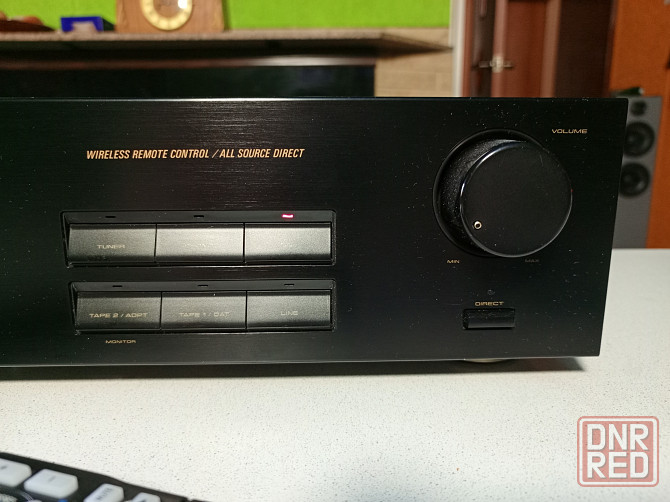 WIRELESS REMOTE CONTROL / ALL SOURCE DIRECT
VOLUME
TUNER
MIN
MAX
DIRECT
TAPE 2 / ADPT
TAPE 1 / DAT
LINE
MONITOR
DNR
RED